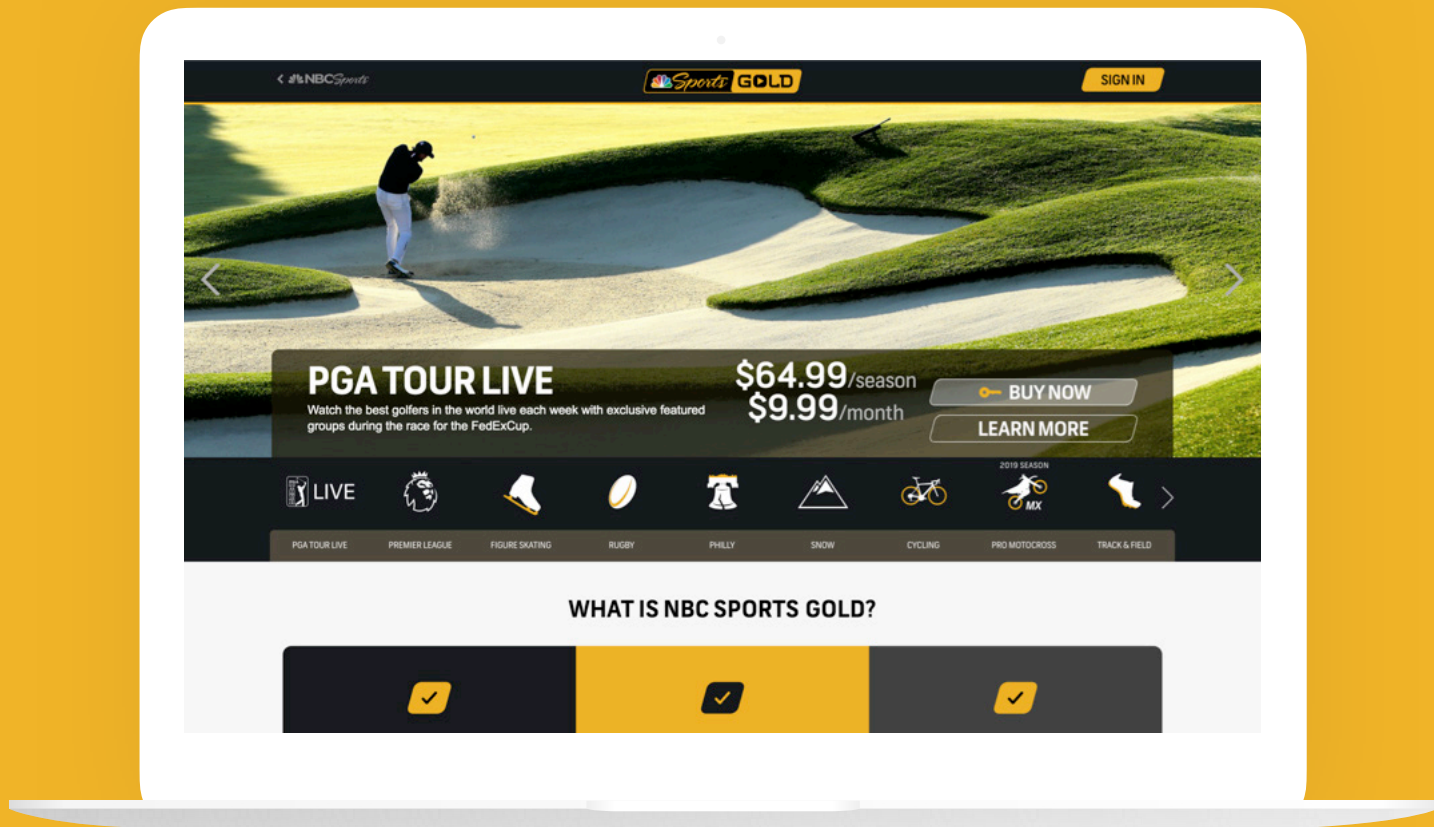 NBC Sports
Sports GOLD
SIGN IN
PGA TOUR LIVE
Watch the best golfers in the world live each week with exclusive featured
groups during the race for the FedExCup.
$64.99/season
$9.99/month
BUY NOW
LEARN MORE
2019 SEASON
LIVE
MX
PGA TOUR LIVE
PREMIER LEAGUE
FIGURE SKATING
RUGBY
PHILLY
SNOW
CYCLING
PRO MOTOCROSS
TRACK & FIELD
WHAT IS NBC SPORTS GOLD?